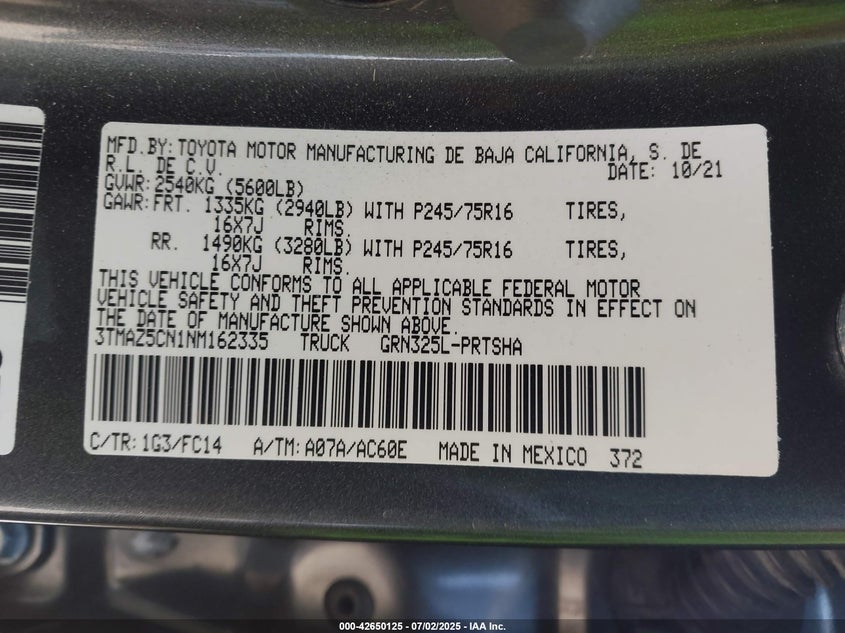 MFD.BY:TOYOTA MOTOR MANUFACTURING DE BAJA CALIFORNIA, S. DE
R.L. DE C.V. DATE: 10/21
GVWR:2540KG (5600LB)
GAWR:FRT. 1335KG (2940LB) WITH P245/75R16 TIRES,
16X7J RIMS.
RR. 1490KG (3280LB) WITH P245/75R16 TIRES,
16X7J RIMS.
THIS VEHICLE CONFORMS TO ALL APPLICABLE FEDERAL MOTOR
VEHICLE SAFETY AND THEFT PREVENTION STANDARDS IN EFFECT ON
THE DATE OF MANUFACTURE SHOWN ABOVE.
3TMAZ5CN1NM162335 TRUCK GRN325L-PRTSHA
C/TR:1G3/FC14 A/TM:A07A/AC60E MADE IN MEXICO 372
000-42650125 - 07/02/2025 - IAA Inc.